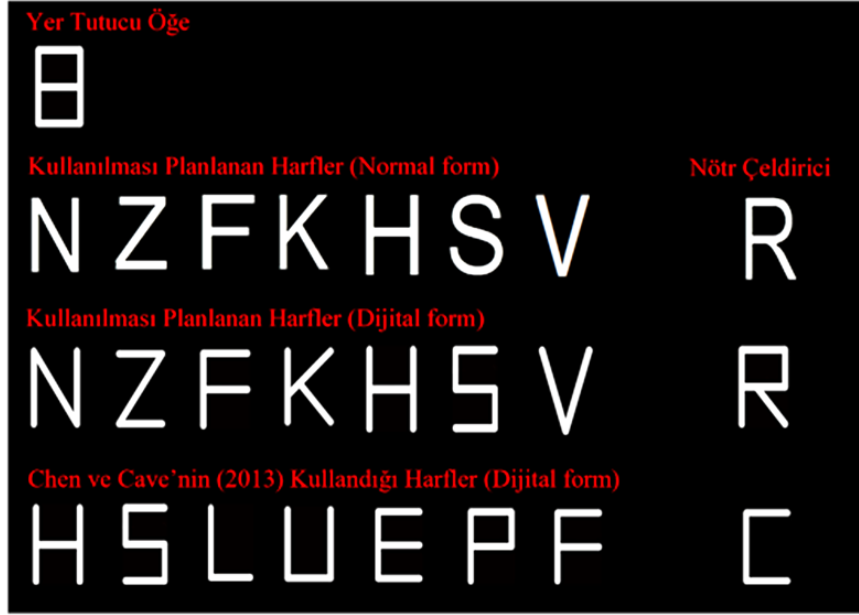 Yer Tutucu Öğe
8
Kullanılması Planlanan Harfler (Normal form) Nötr Çeldirici
N Z F K H S V R
Kullanılması Planlanan Harfler (Dijital form)
N Z F K H S V R
Chen ve Cave’nin (2013) Kullandığı Harfler (Dijital form)
H S L U E P F C